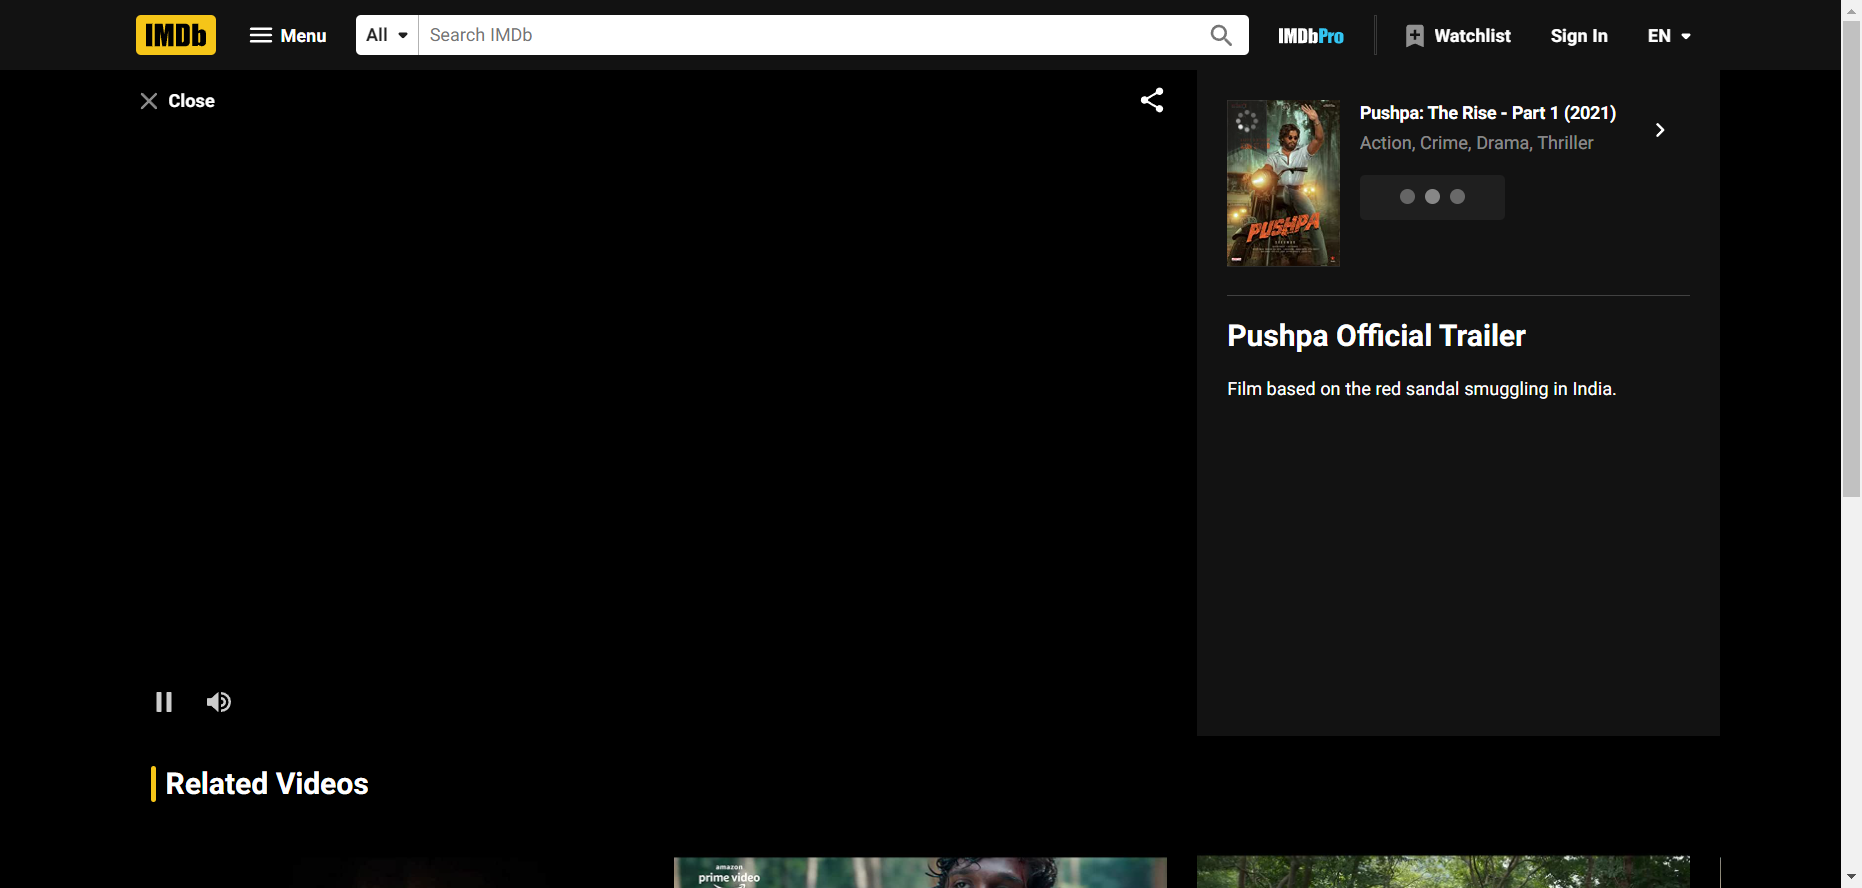 IMDb
Menu
All
Search IMDb
IMDbPro
Watchlist
Sign In
EN
Close
PUSHPA
Pushpa: The Rise - Part 1 (2021)
Action, Crime, Drama, Thriller
Pushpa Official Trailer
Film based on the red sandal smuggling in India.
Related Videos
amazon
prime video